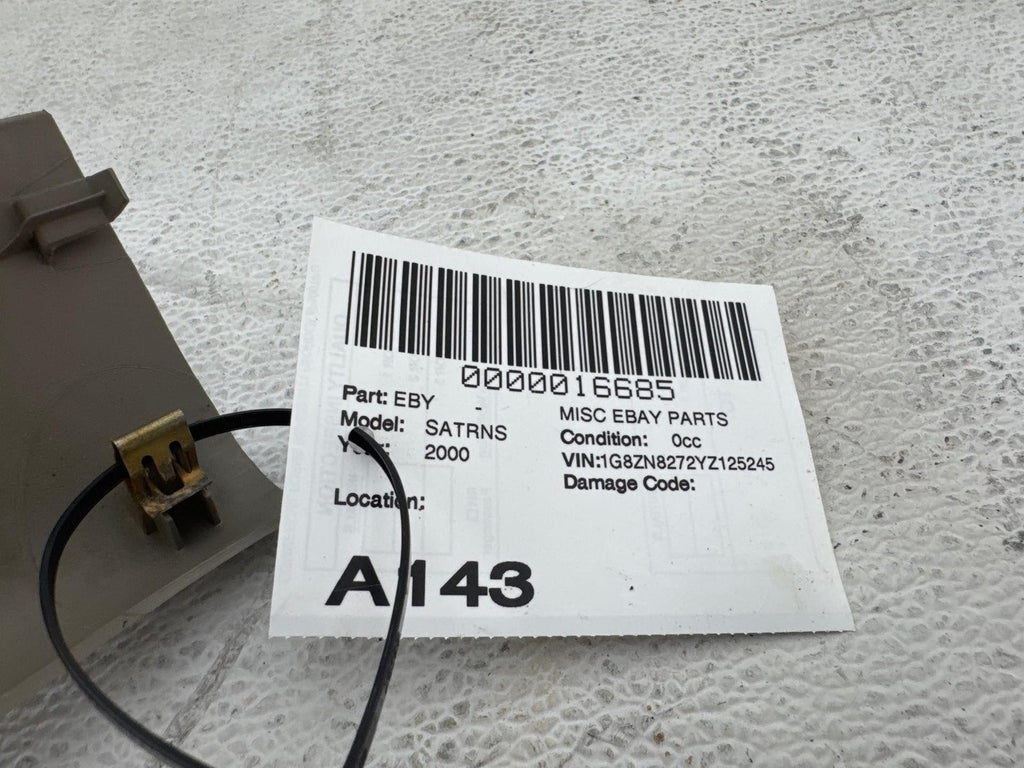 0000016685
Part: EBY -
MISC EBAY PARTS
Model: SATRNS
Condition: 0cc
Year: 2000
VIN:1G8ZN8272YZ125245
Damage Code:
Location:
A143